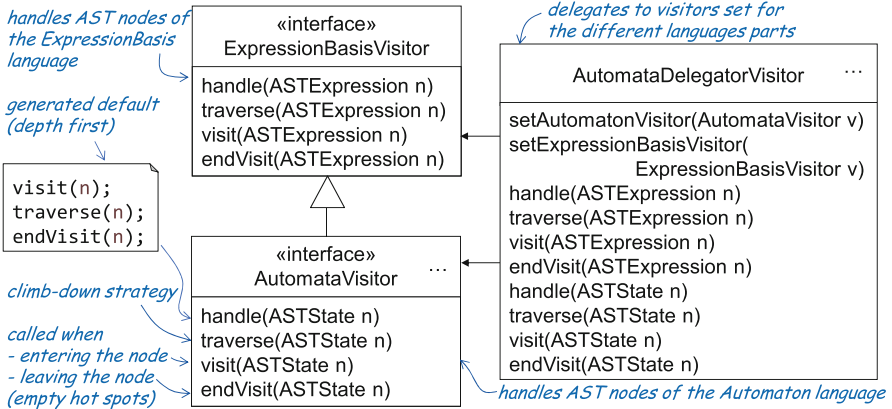 handles AST nodes of
the ExpressionBasis
language
generated default
(depth first)
visit(n);
traverse(n);
endVisit(n);
climb-down strategy
called when
- entering the node
- leaving the node
(empty hot spots)
«interface»
ExpressionBasisVisitor
handle(ASTExpression n)
traverse(ASTExpression n)
visit(ASTExpression n)
endVisit(ASTExpression n)
«interface»
AutomataVisitor ...
handle(ASTState n)
traverse(ASTState n)
visit(ASTState n)
endVisit(ASTState n)
delegates to visitors set for
the different languages parts
AutomataDelegatorVisitor ...
setAutomatonVisitor(AutomataVisitor v)
setExpressionBasisVisitor(
ExpressionBasisVisitor v)
handle(ASTExpression n)
traverse(ASTExpression n)
visit(ASTExpression n)
endVisit(ASTExpression n)
handle(ASTState n)
traverse(ASTState n)
visit(ASTState n)
endVisit(ASTState n)
handles AST nodes of the Automaton language